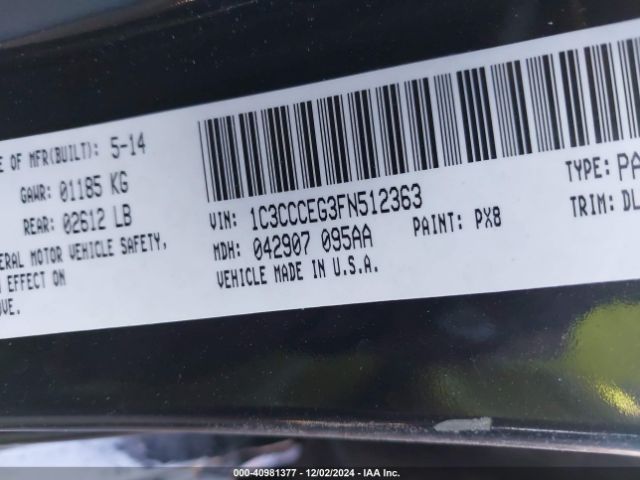 E OF MFR(BUILT): 5-14
GAWR: 01185 KG
REAR: 02612 LB
ERAL MOTOR VEHICLE SAFETY,
EFFECT ON
OVE.
VIN: 1C3CCCEG3FN512363
MDH: 042907 095AA
VEHICLE MADE IN U.S.A.
PAINT: PX8
TYPE: PA
TRIM: DL
000-40981377 - 12/02/2024 - IAA Inc.